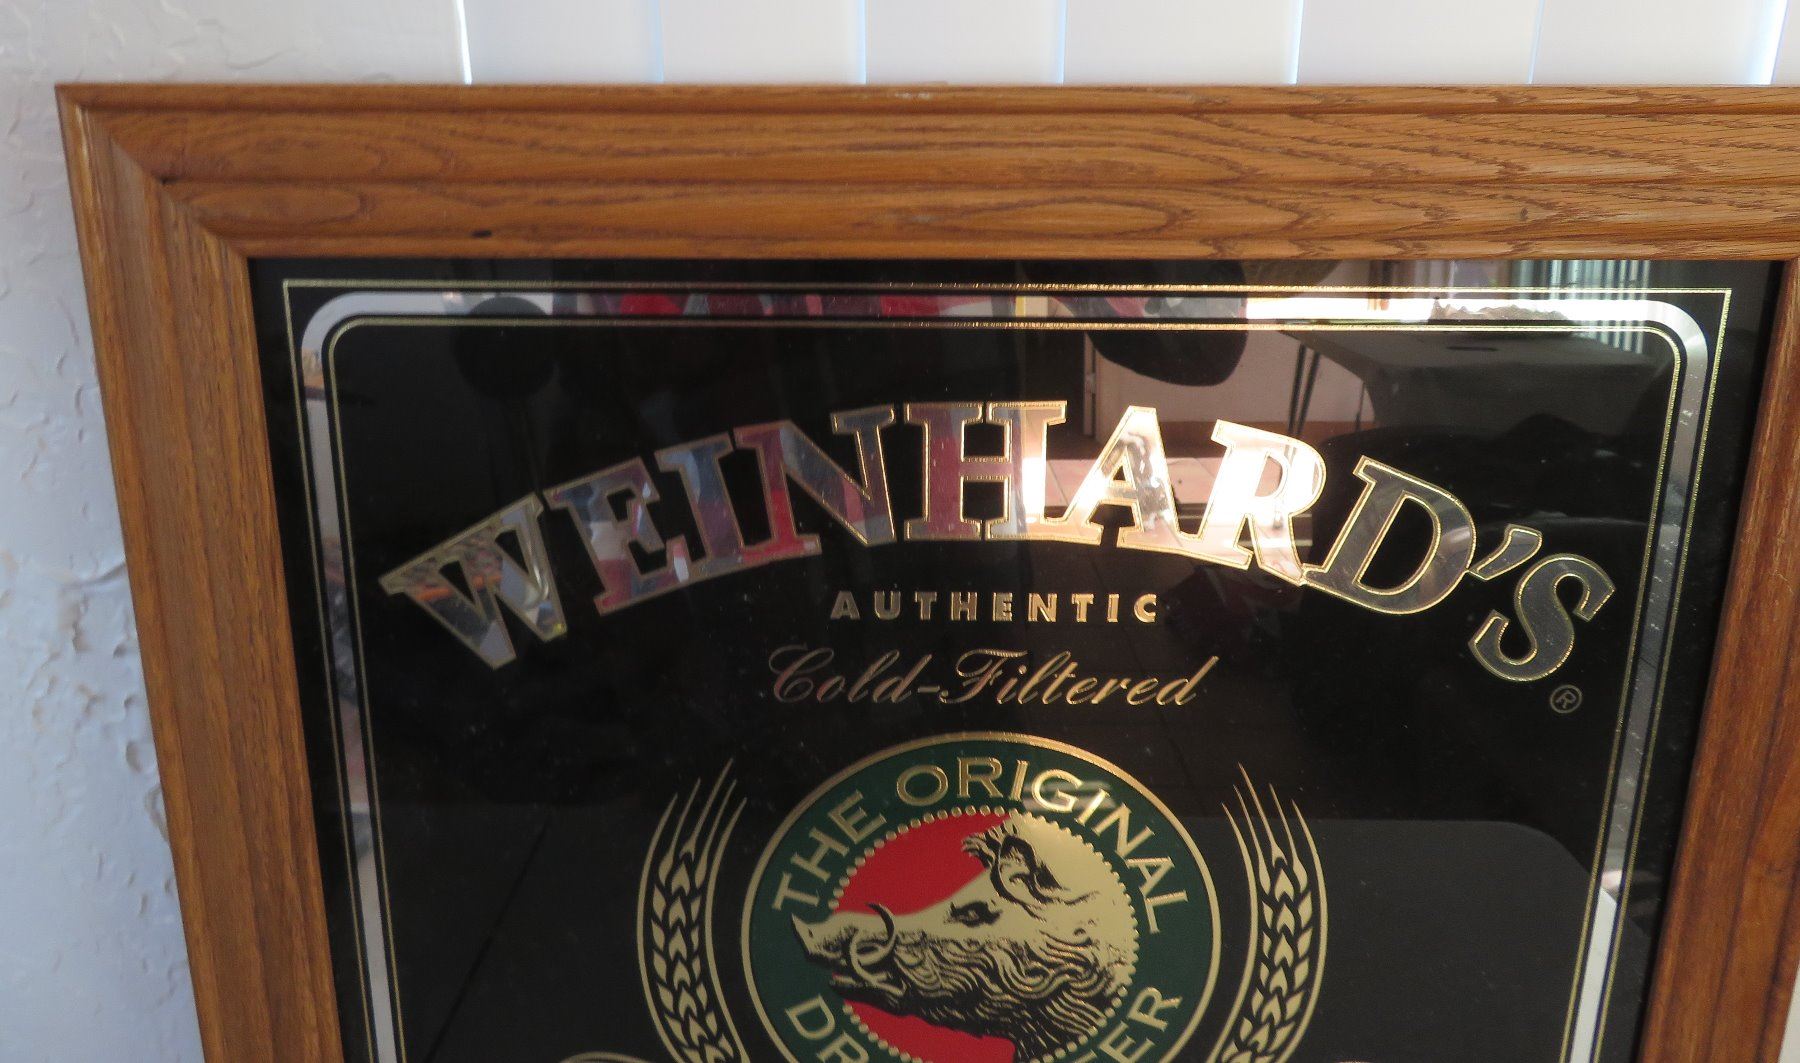 WEINHARD'S®
AUTHENTIC
Cold-Filtered
THE ORIGINAL